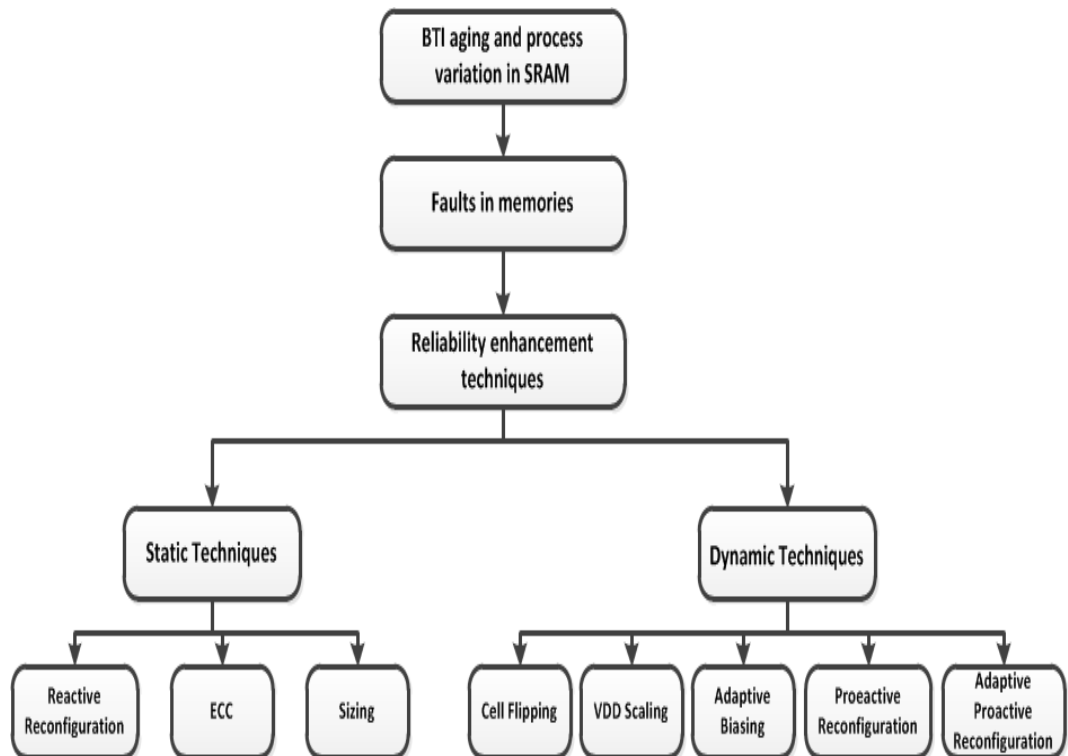 BTI aging and process
variation in SRAM
Faults in memories
Reliability enhancement
techniques
Static Techniques
Dynamic Techniques
Reactive
Reconfiguration
ECC
Sizing
Cell Flipping
VDD Scaling
Adaptive
Biasing
Proeactive
Reconfiguration
Adaptive
Proactive
Reconfiguration